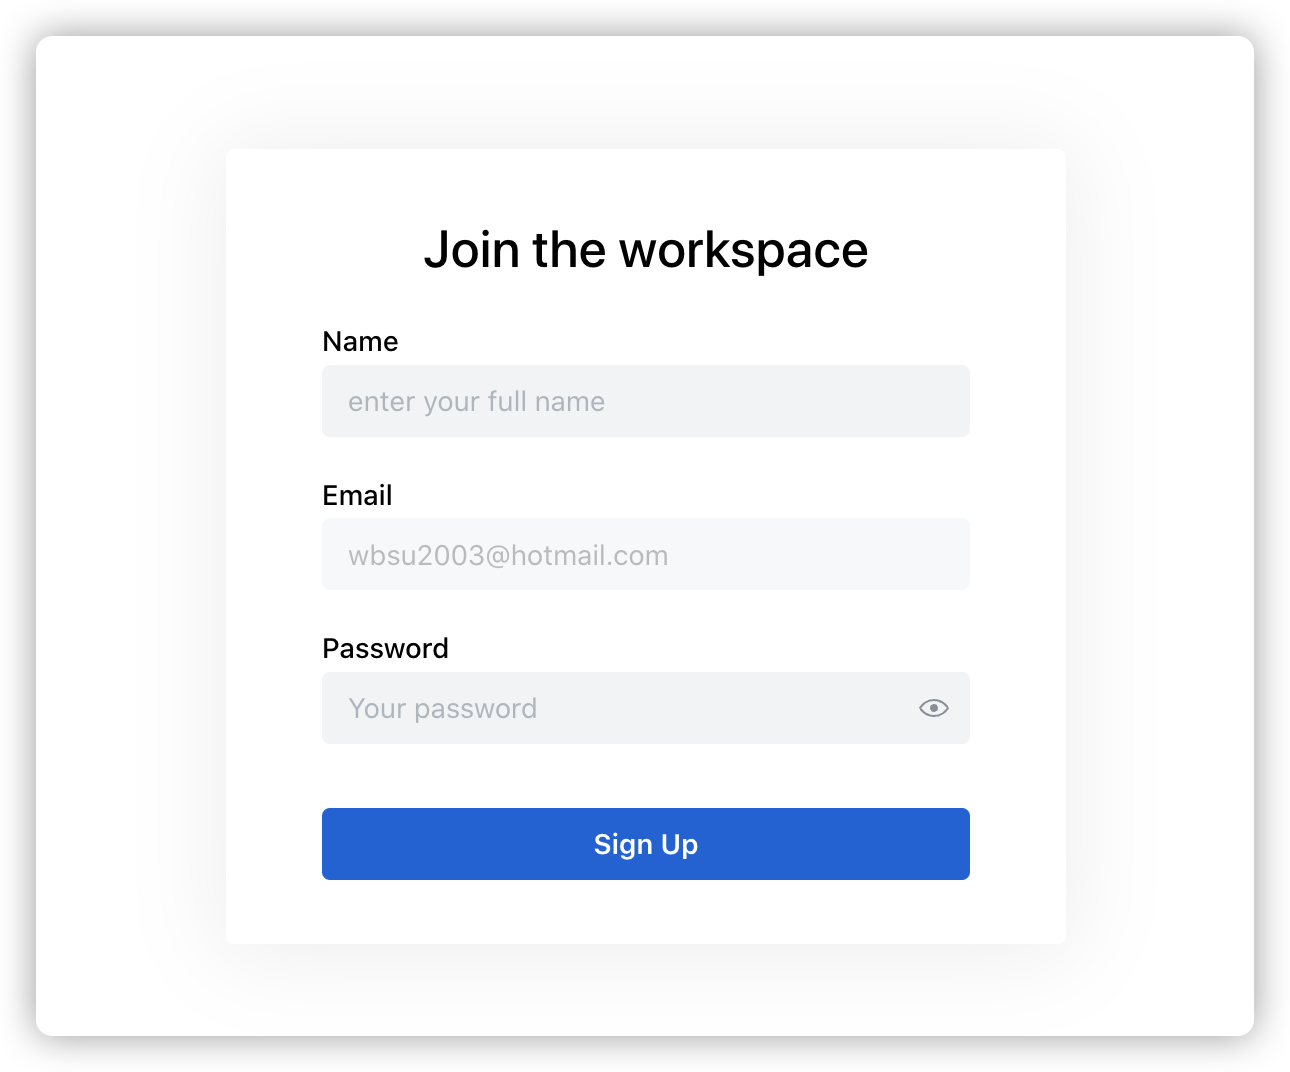 Join the workspace
Name
enter your full name
Email
wbsu2003@hotmail.com
Password
Your password
Sign Up